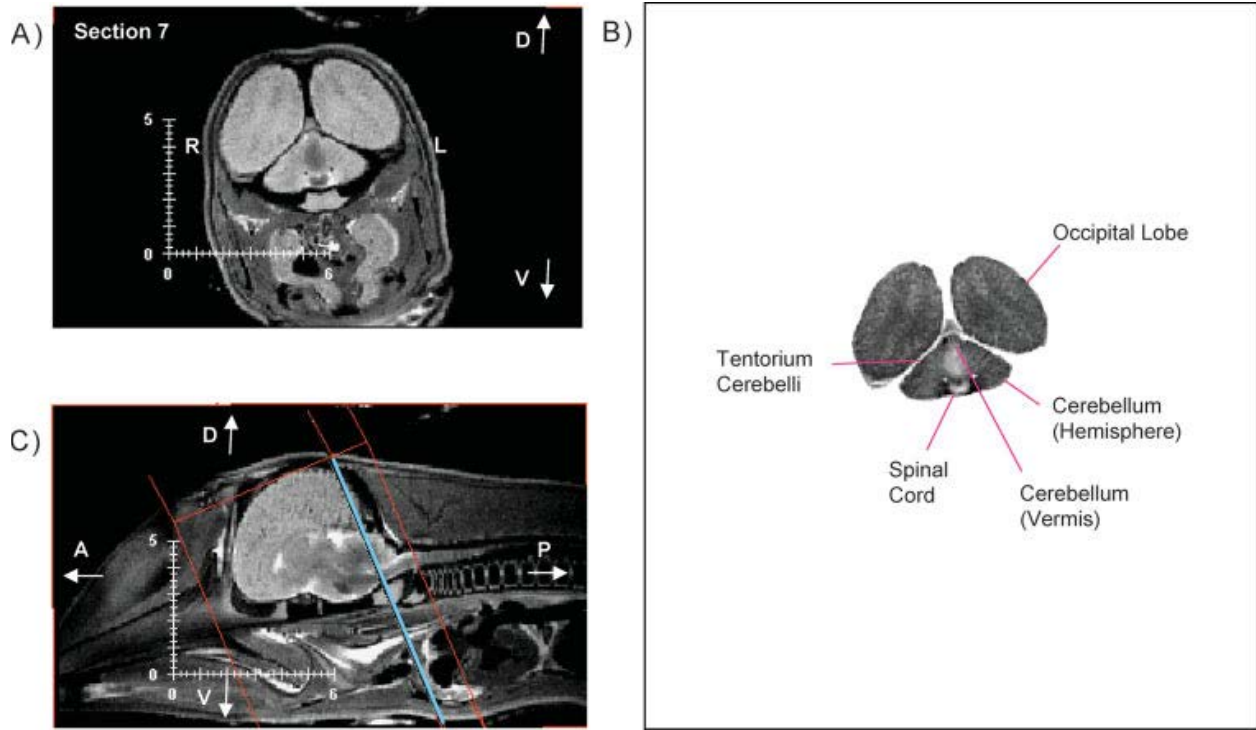 A)
Section 7
D
5
R
L
0
0
6
V
B)
Occipital Lobe
Tentorium
Cerebelli
Cerebellum
(Hemisphere)
Spinal
Cord
Cerebellum
(Vermis)
C)
D
5
A
P
0
0
V
6